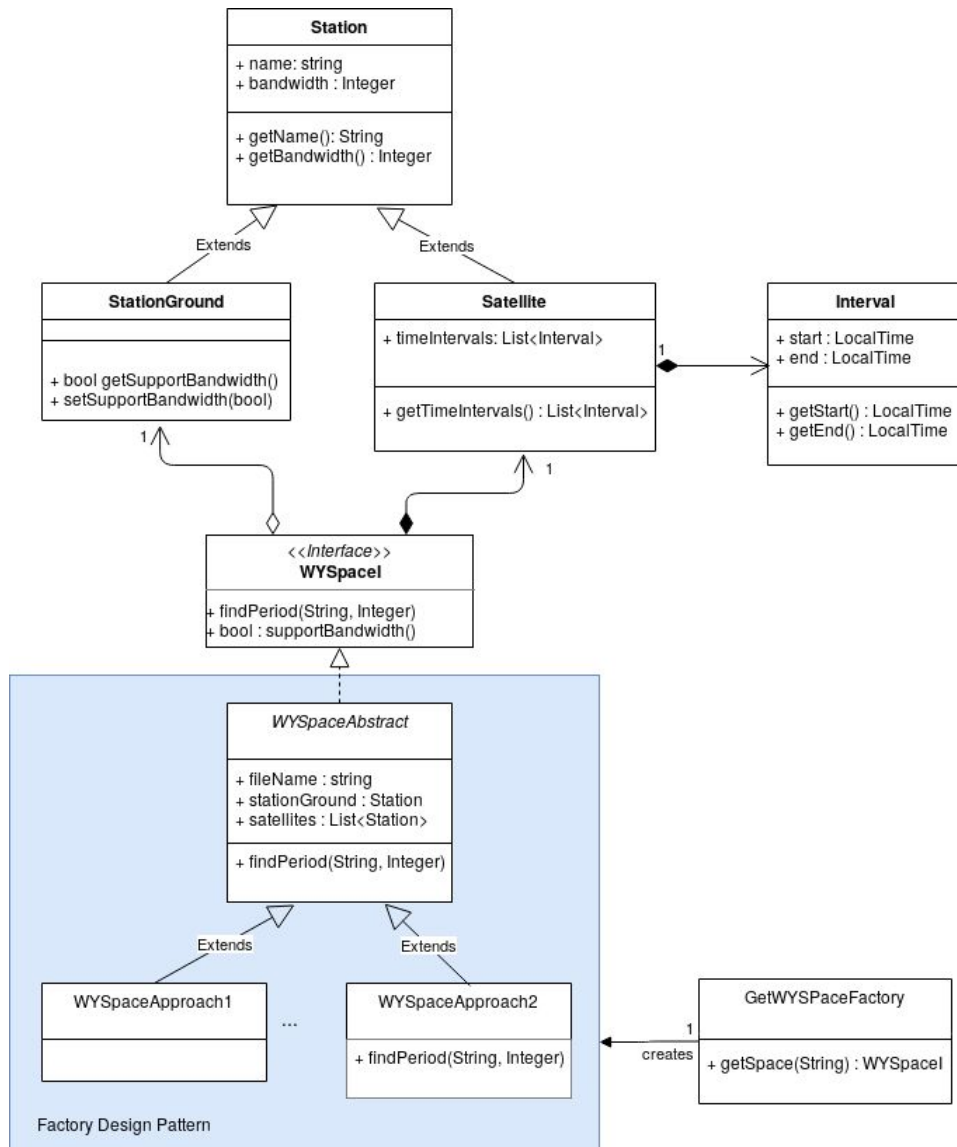 Station
+ name: string
+ bandwidth : Integer
+ getName(): String
+ getBandwidth() : Integer
Extends
Extends
StationGround
+ bool getSupportBandwidth()
+ setSupportBandwidth(bool)
Satellite
+ timeIntervals: List<Interval>
+ getTimeIntervals() : List<Interval>
1
Interval
+ start : LocalTime
+ end : LocalTime
+ getStart() : LocalTime
+ getEnd() : LocalTime
1
1
<<Interface>>
WYSpaceI
+ findPeriod(String, Integer)
+ bool : supportBandwidth()
WYSpaceAbstract
+ fileName : string
+ stationGround : Station
+ satellites : List<Station>
+ findPeriod(String, Integer)
Extends
Extends
WYSpaceApproach1
...
WYSpaceApproach2
+ findPeriod(String, Integer)
1
creates
GetWYSPaceFactory
+ getSpace(String) : WYSpaceI
Factory Design Pattern